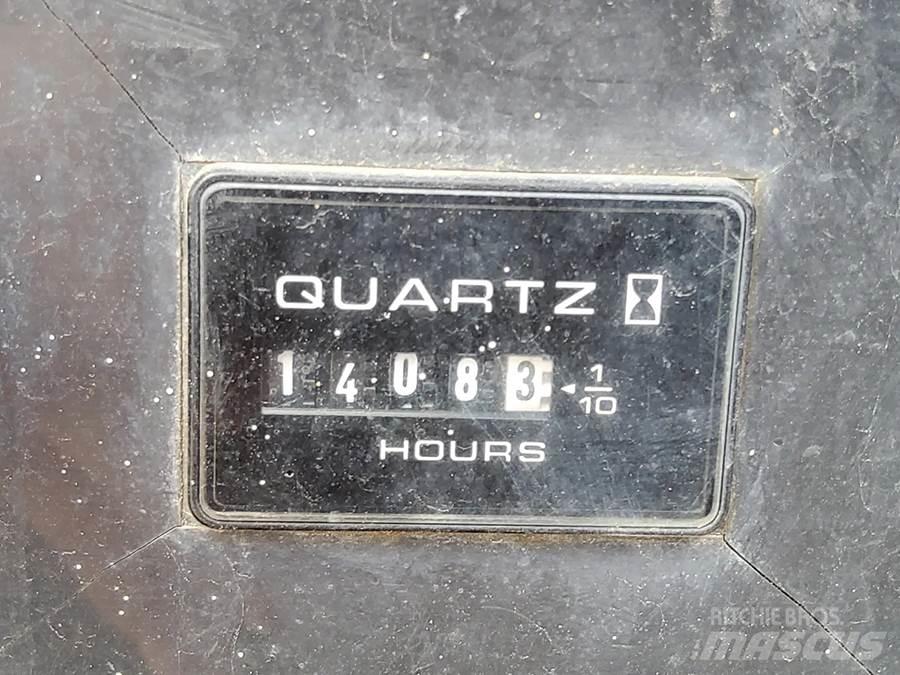 QUARTZ
14083 1/10
HOURS
RITCHIE BROS.
MASCUS